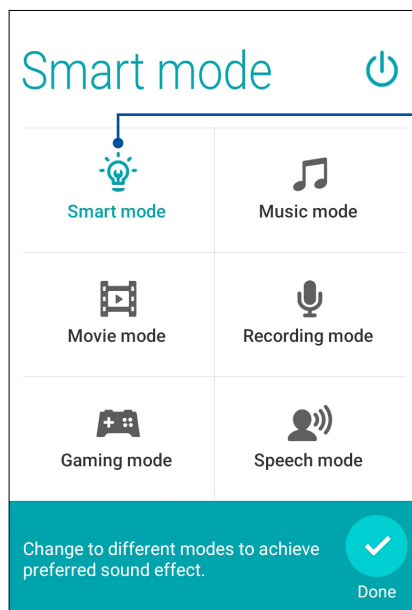 Smart mode
Smart mode
Music mode
Movie mode
Recording mode
Gaming mode
Speech mode
Change to different modes to achieve
preferred sound effect.
Done